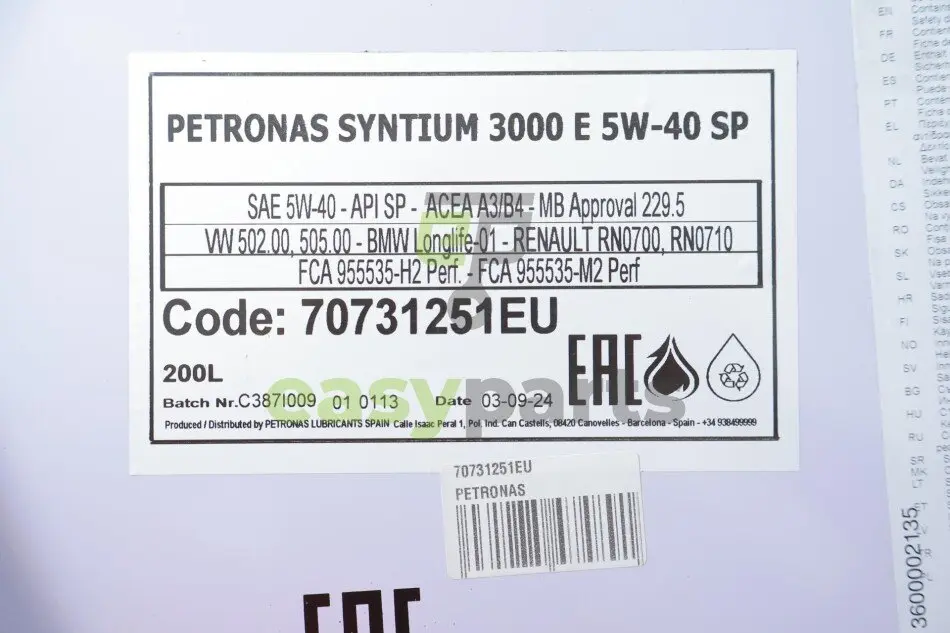 PETRONAS SYNTIUM 3000 E 5W-40 SP
SAE 5W-40 - API SP - ACEA A3/B4 - MB Approval 229.5
VW 502.00, 505.00 - BMW Longlife-01 - RENAULT RN0700, RN0710
FCA 955535-H2 Perf. - FCA 955535-M2 Perf
Code: 70731251EU
EAC
200L
easyparts
Batch Nr.C387I009 01 0113 Date 03-09-24
Produced / Distributed by PETRONAS LUBRICANTS SPAIN Calle Isaac Peral 1, Pol. Ind. Can Castells, 08420 Canovelles - Barcelona - Spain - +34 938499999
70731251EU
PETRONAS
EAC
EN
FR
DE
ES
PT
EL
NL
DA
CS
RO
SK
SL
HR
FI
NO
SV
BG
HU
RU
SR
MK
LT
3600002135